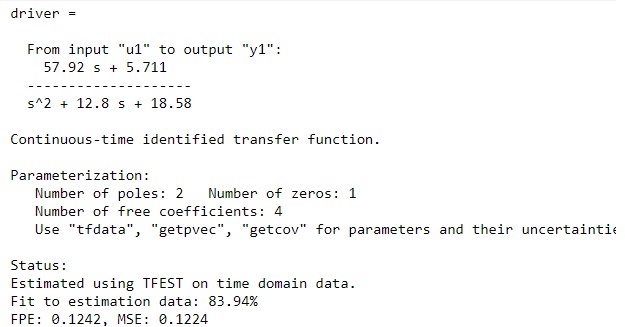 driver =
From input "u1" to output "y1":
57.92 s + 5.711
-------------------
s^2 + 12.8 s + 18.58
Continuous-time identified transfer function.
Parameterization:
Number of poles: 2   Number of zeros: 1
Number of free coefficients: 4
Use "tfdata", "getpvec", "getcov" for parameters and their
Status:
Estimated using TFEST on time domain data.
Fit to estimation data: 83.94%
FPE: 0.1242, MSE: 0.1224